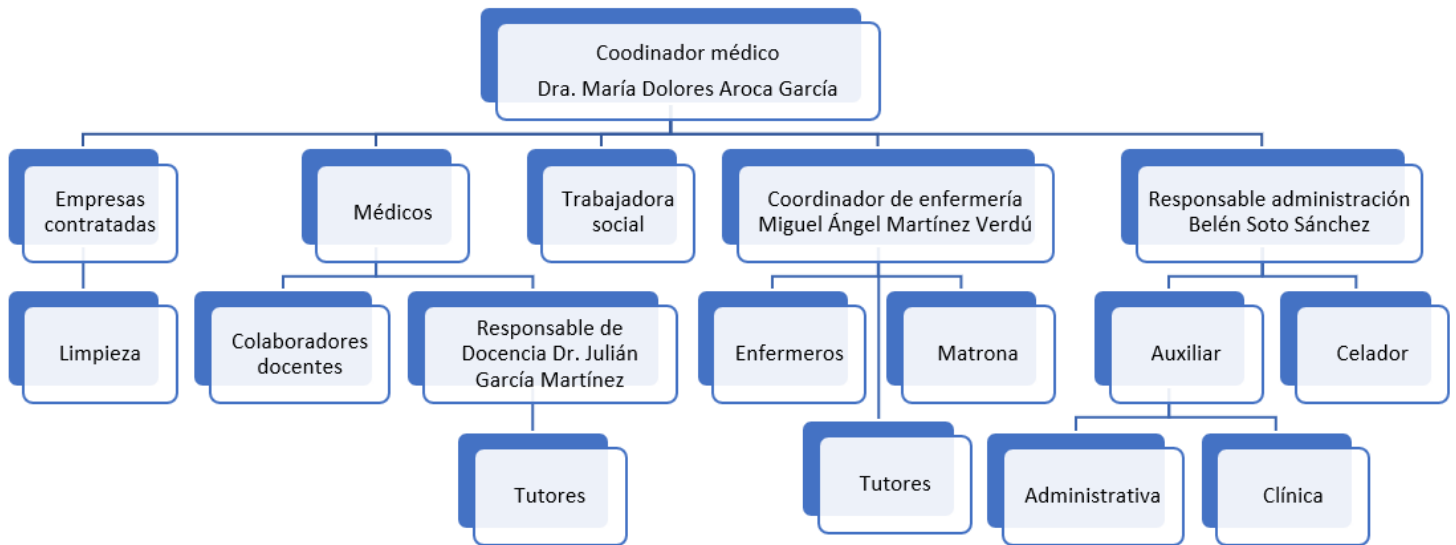 Coodinador médico
Dra. María Dolores Aroca García
Empresas
contratadas
Médicos
Trabajadora
social
Coordinador de enfermería
Miguel Ángel Martínez Verdú
Responsable administración
Belén Soto Sánchez
Limpieza
Colaboradores
docentes
Responsable de
Docencia Dr. Julián
García Martínez
Enfermeros
Matrona
Auxiliar
Celador
Tutores
Tutores
Administrativa
Clínica